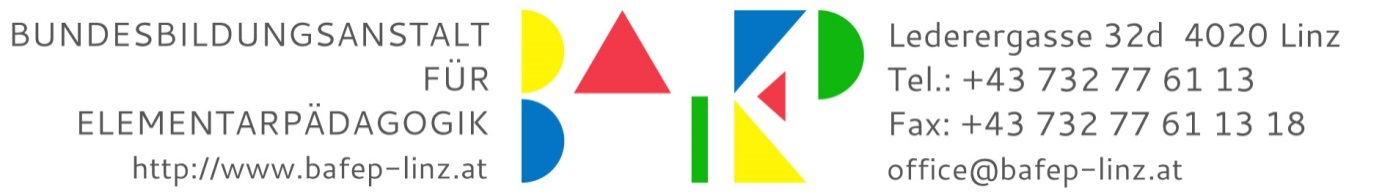 BUNDESBILDUNGSANSTALT
FÜR
ELEMENTARPÄDAGOGIK
http://www.bafep-linz.at
BAKIP
Lederergasse 32d 4020 Linz
Tel.: +43 732 77 61 13
Fax: +43 732 77 61 13 18
office@bafep-linz.at